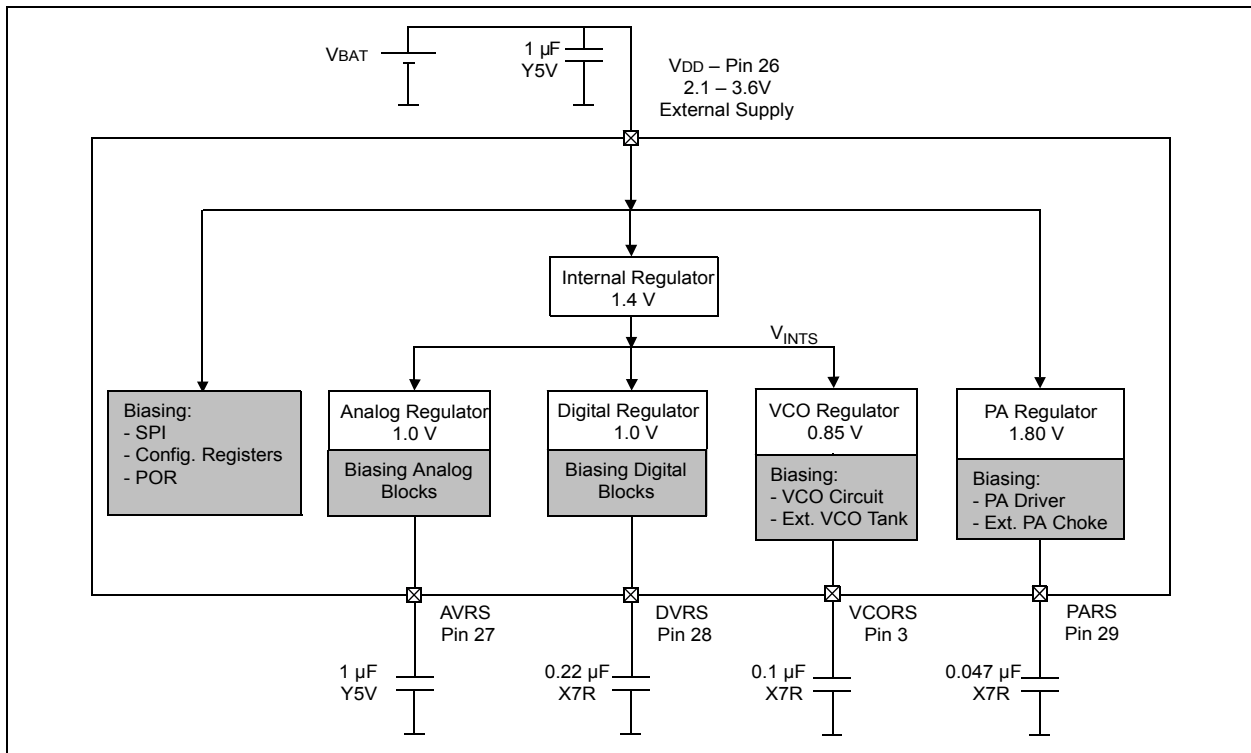 VBAT
1 µF
Y5V
VDD – Pin 26
2.1 – 3.6V
External Supply
Internal Regulator
1.4 V
VINTS
Biasing:
- SPI
- Config. Registers
- POR
Analog Regulator
1.0 V
Biasing Analog
Blocks
Digital Regulator
1.0 V
Biasing Digital
Blocks
VCO Regulator
0.85 V
Biasing:
- VCO Circuit
- Ext. VCO Tank
PA Regulator
1.80 V
Biasing:
- PA Driver
- Ext. PA Choke
AVRS
Pin 27
DVRS
Pin 28
VCORS
Pin 3
PARS
Pin 29
1 µF
Y5V
0.22 µF
X7R
0.1 µF
X7R
0.047 µF
X7R